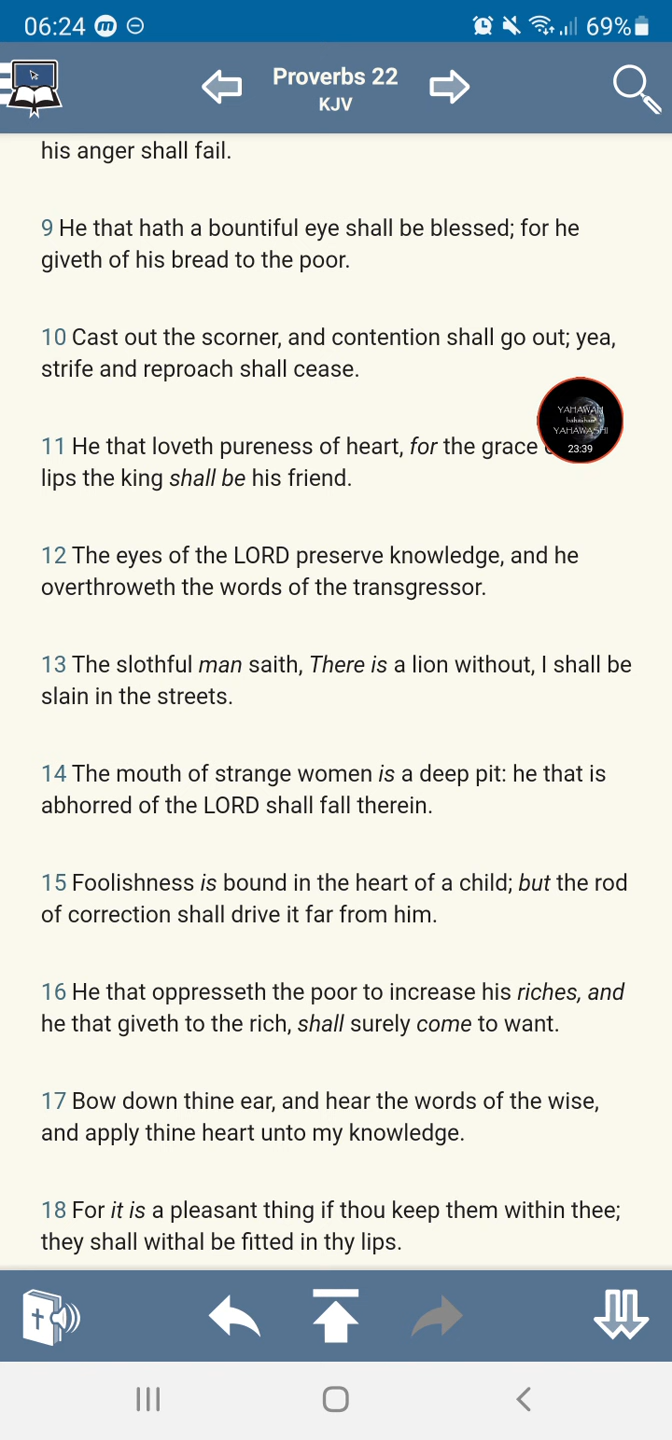 06:24 m 69%
Proverbs 22
KJV
his anger shall fail.
9 He that hath a bountiful eye shall be blessed; for he
giveth of his bread to the poor.
10 Cast out the scorner, and contention shall go out; yea,
strife and reproach shall cease.
YAHAWAH
YAHAWASHI
23:39
11 He that loveth pureness of heart, for the grace
lips the king shall be his friend.
12 The eyes of the LORD preserve knowledge, and he
overthroweth the words of the transgressor.
13 The slothful man saith, There is a lion without, I shall be
slain in the streets.
14 The mouth of strange women is a deep pit: he that is
abhorred of the LORD shall fall therein.
15 Foolishness is bound in the heart of a child; but the rod
of correction shall drive it far from him.
16 He that oppresseth the poor to increase his riches, and
he that giveth to the rich, shall surely come to want.
17 Bow down thine ear, and hear the words of the wise,
and apply thine heart unto my knowledge.
18 For it is a pleasant thing if thou keep them within thee;
they shall withal be fitted in thy lips.